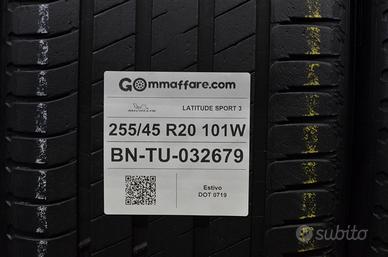 Gommaffare.com
LATITUDE SPORT 3
255/45 R20 101W
BN-TU-032679
Estivo
DOT 0719
subito